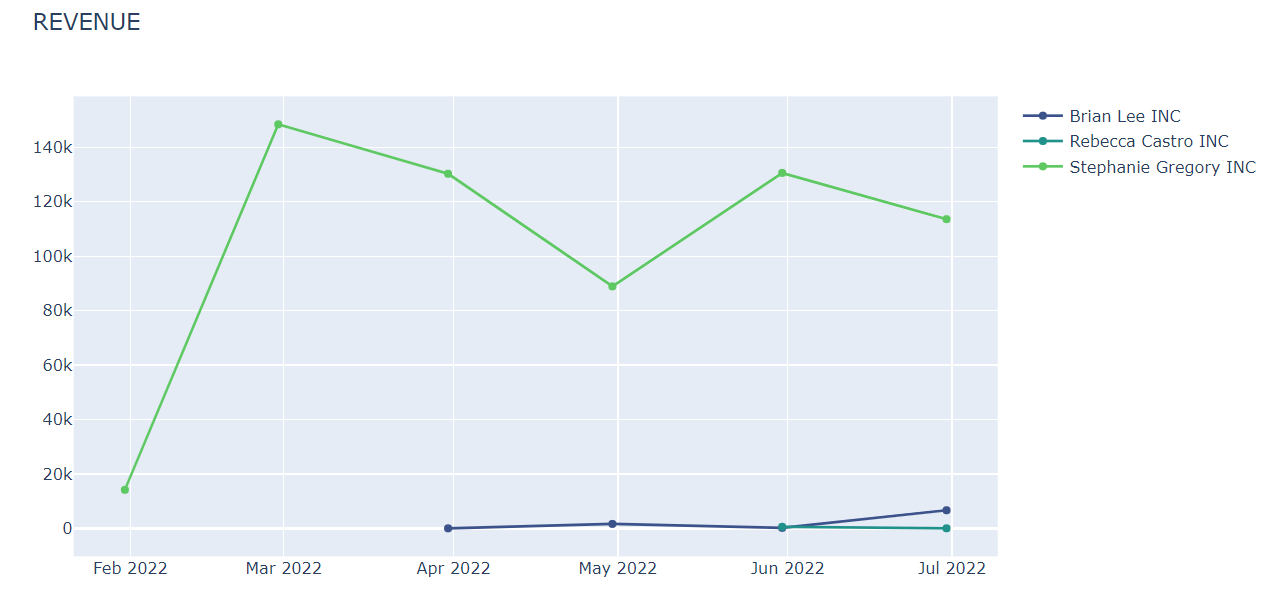 REVENUE
Brian Lee INC
Rebecca Castro INC
Stephanie Gregory INC
140k
120k
100k
80k
60k
40k
20k
0
Feb 2022 Mar 2022 Apr 2022 May 2022 Jun 2022 Jul 2022